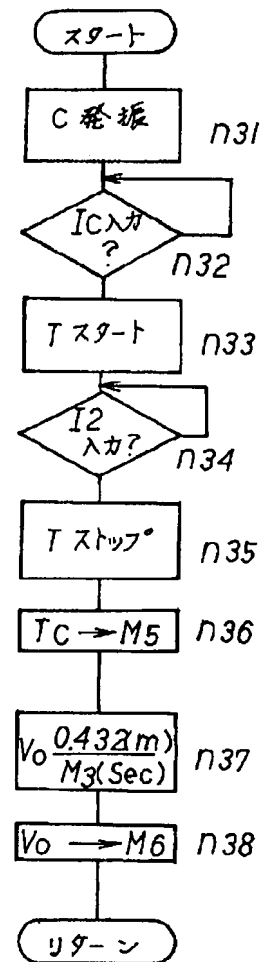 スタート
C 発振
n31
IC入力
?
n32
T スタート
n33
I2
入力?
n34
T ストップ
n35
TC→M5
n36
Vo 0.432(m)
M3(Sec)
n37
Vo → M6
n38
リターン